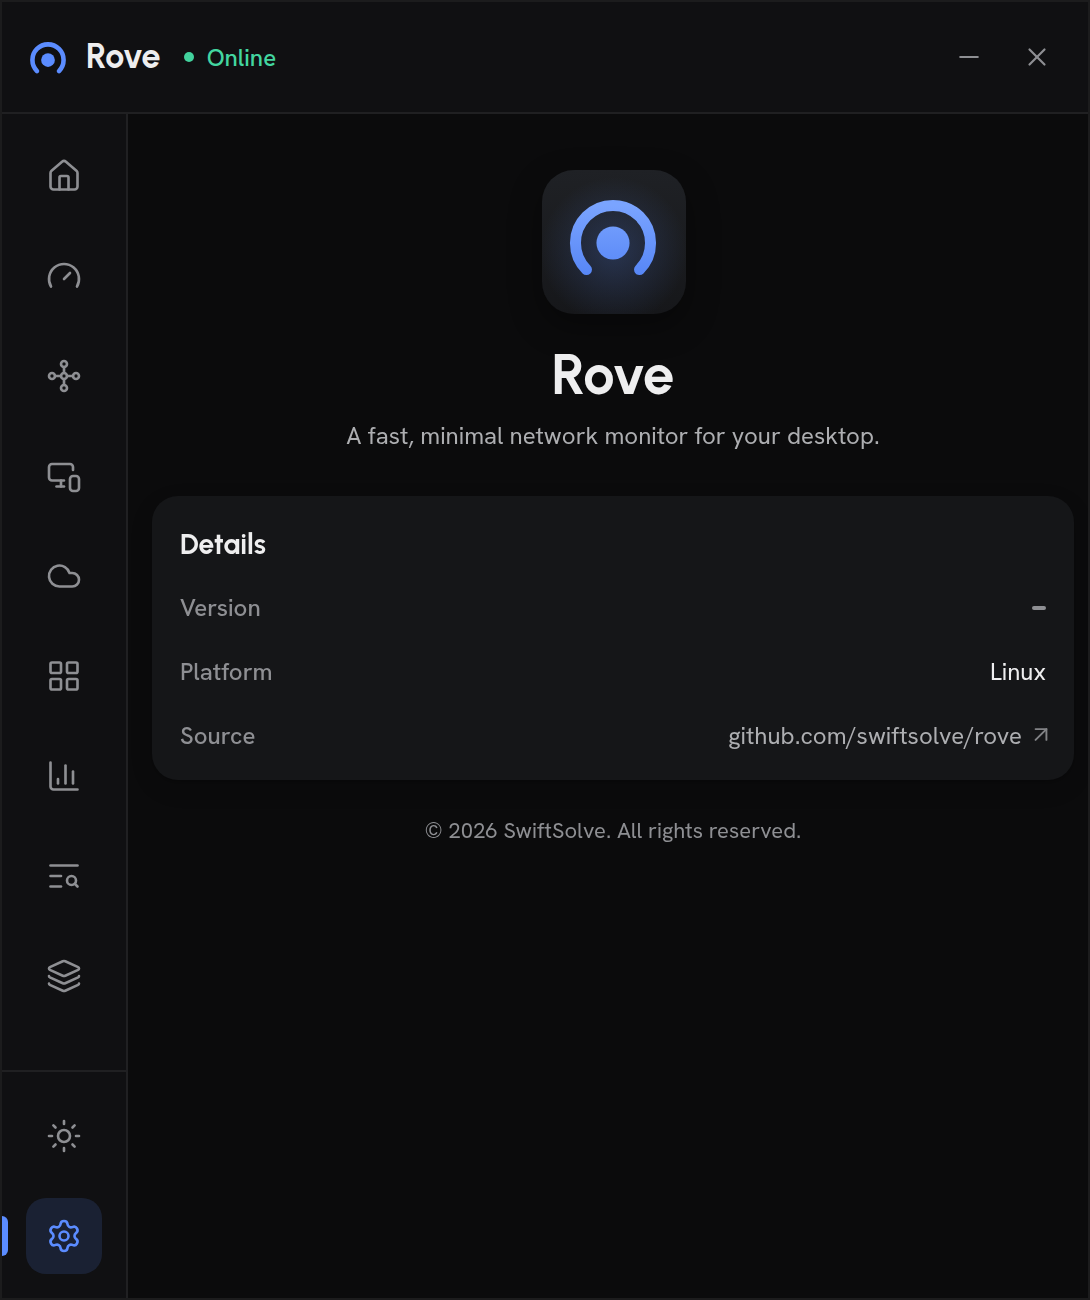 Rove
Online
Rove
A fast, minimal network monitor for your desktop.
Details
Version –
Platform Linux
Source github.com/swiftsolve/rove
© 2026 SwiftSolve. All rights reserved.